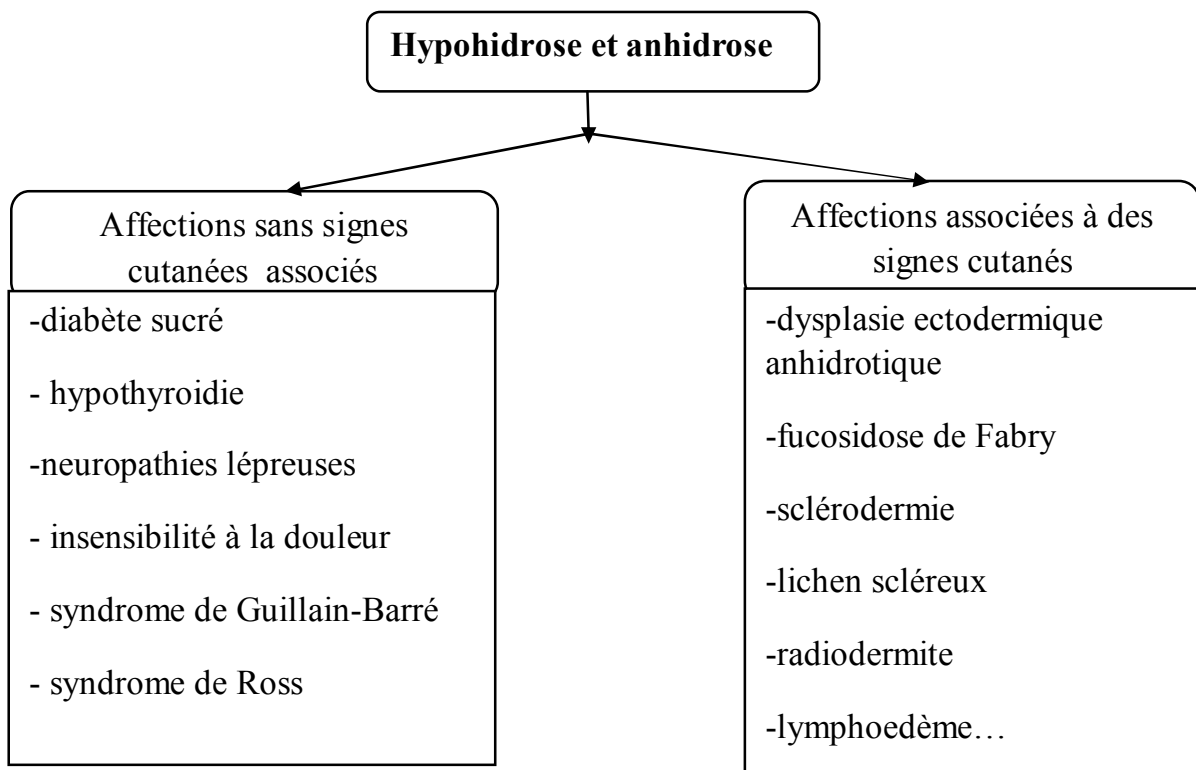 Hypohidrose et anhidrose
Affections sans signes
cutanées associés
-diabète sucré
- hypothyroidie
-neuropathies lépreuses
- insensibilité à la douleur
- syndrome de Guillain-Barré
- syndrome de Ross
Affections associées à des
signes cutanés
-dysplasie ectodermique
anhidrotique
-fucosidose de Fabry
-sclérodermie
-lichen scléreux
-radiodermite
-lymphoedème…